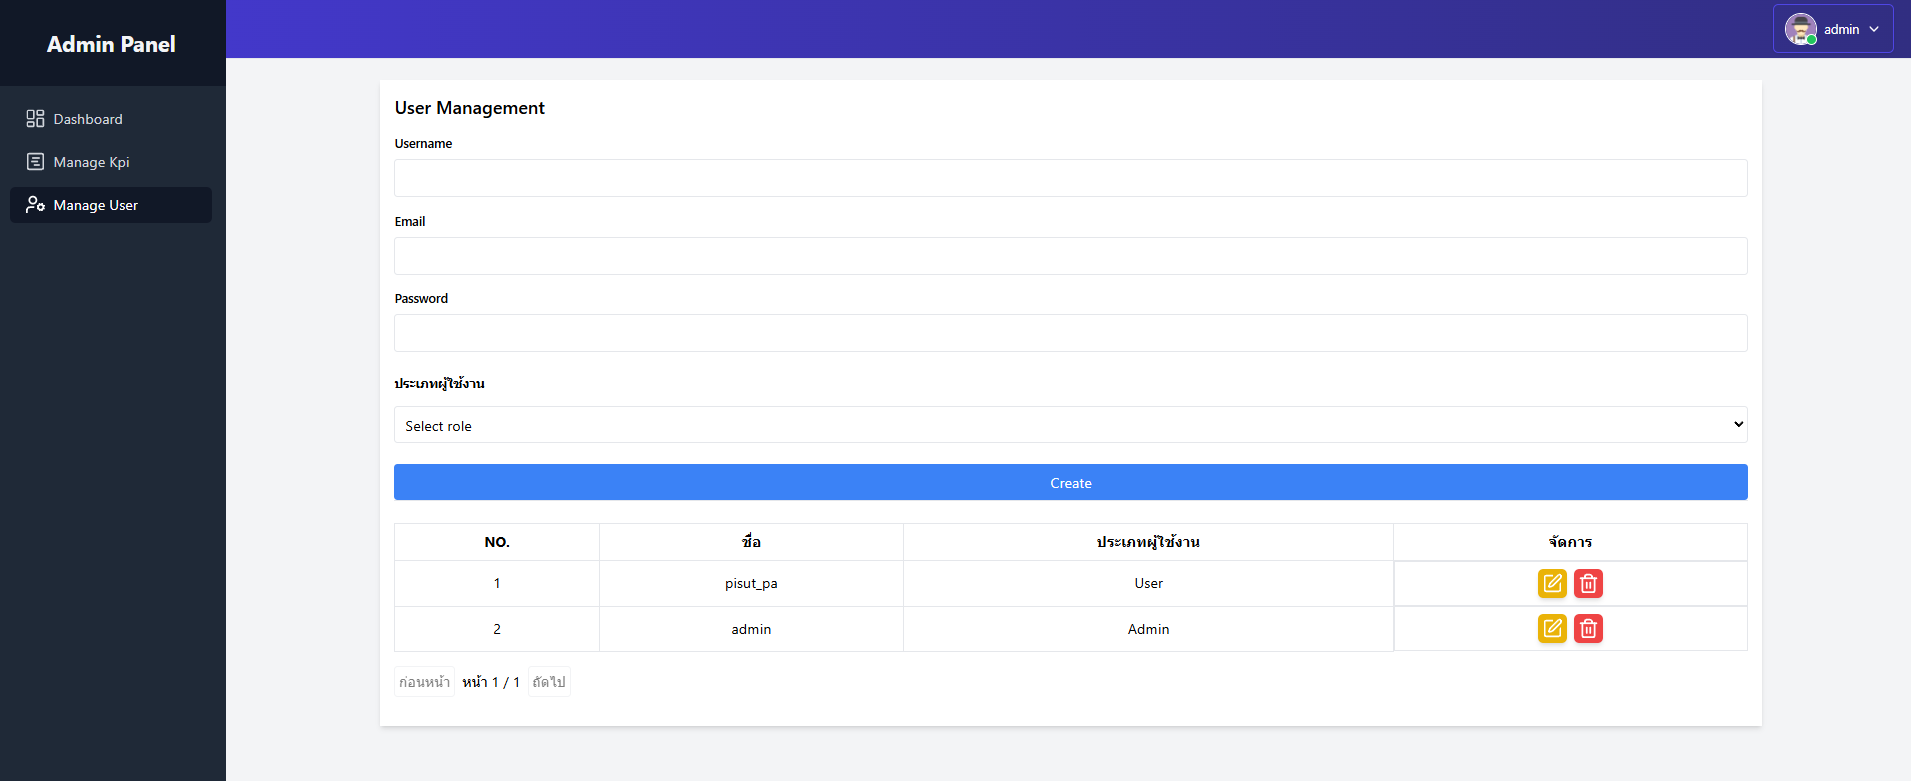 Admin Panel
admin
Dashboard
Manage Kpi
Manage User
User Management
Username
Email
Password
ประเภทผู้ใช้งาน
Select role
Create
NO. ชื่อ ประเภทผู้ใช้งาน จัดการ
1 pisut_pa User
2 admin Admin
ก่อนหน้า หน้า 1 / 1 ถัดไป